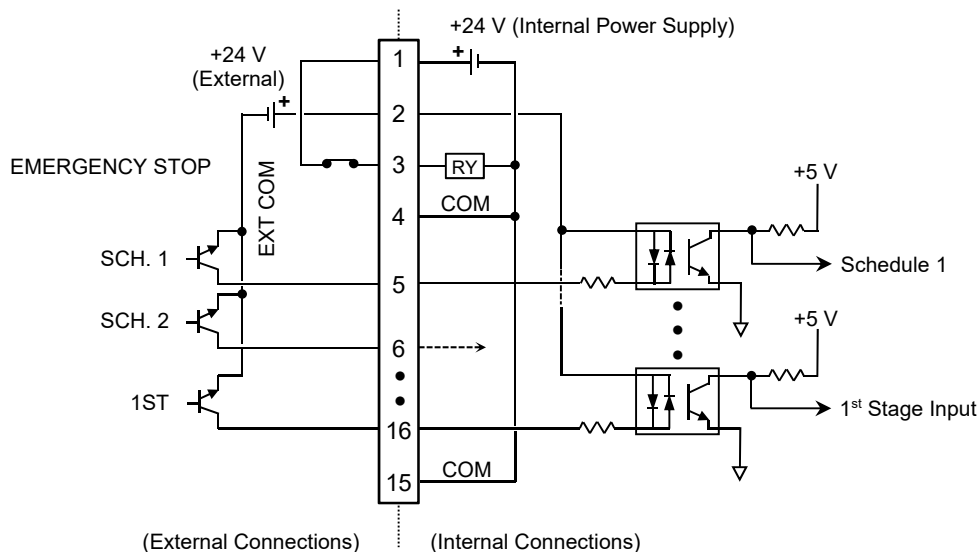 +24 V (Internal Power Supply)
+24 V
(External)
+
+
1
2
3
4
5
6
16
15
EMERGENCY STOP
EXT COM
RY
COM
SCH. 1
SCH. 2
1ST
COM
+5 V
Schedule 1
+5 V
1st Stage Input
(External Connections)
(Internal Connections)